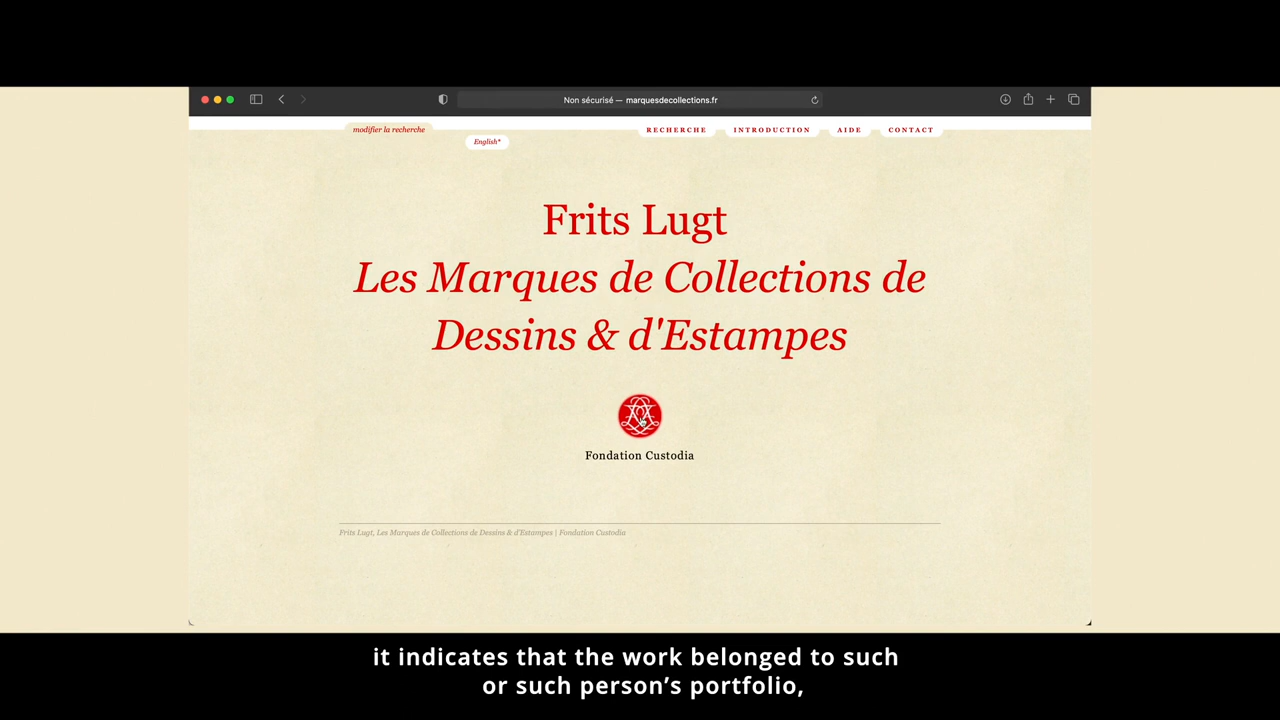 Non sécurisé — marquesdecollections.fr
modifier la recherche
RECHERCHE
INTRODUCTION
AIDE
CONTACT
English*
Frits Lugt
Les Marques de Collections de
Dessins & d'Estampes
Fondation Custodia
Frits Lugt, Les Marques de Collections de Dessins & d'Estampes | Fondation Custodia
it indicates that the work belonged to such
or such person’s portfolio,